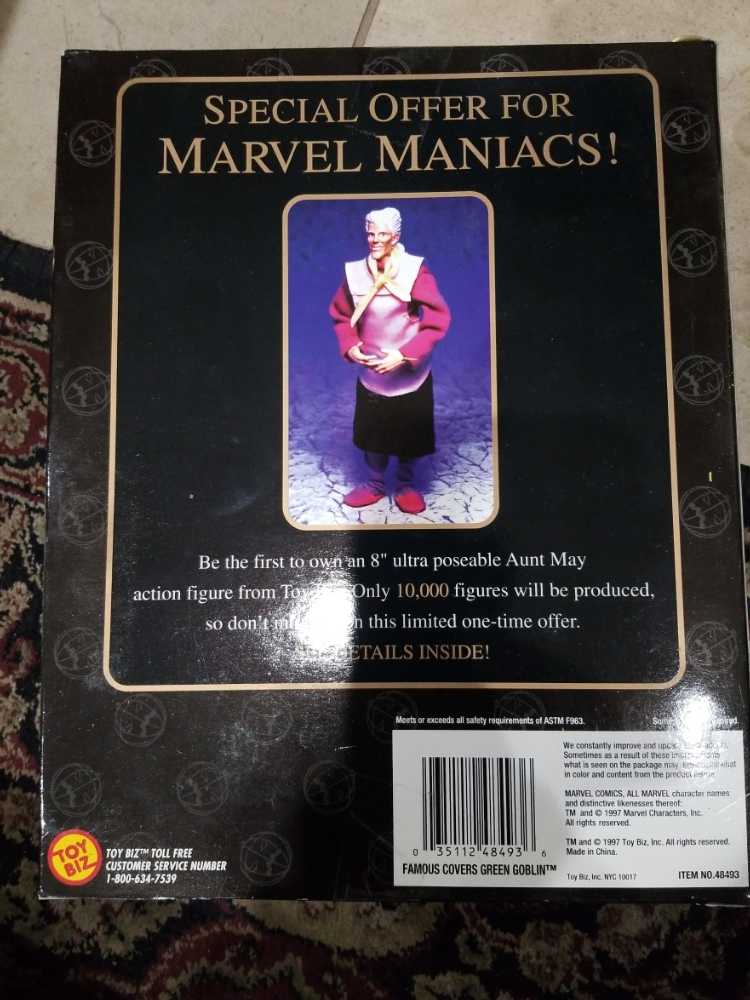 SPECIAL OFFER FOR
MARVEL MANIACS!
Be the first to own an 8" ultra poseable Aunt May
action figure from Only 10,000 figures will be produced,
so don't this limited one-time offer.
DETAILS INSIDE!
Meets or exceeds all safety requirements of ASTM F963.
We constantly improve and
Sometimes as a result of these
what is seen on the package may
in color and content from the product
MARVEL COMICS, ALL MARVEL character names
and distinctive likenesses thereof:
TM and © 1997 Marvel Characters, Inc.
All rights reserved.
TM and © 1997 Toy Biz, Inc. All rights reserved.
Made in China.
0 35112 48493 6
FAMOUS COVERS GREEN GOBLIN™
Toy Biz, Inc. NYC 10017
ITEM NO.48493
TOY BIZ
TOY BIZ™ TOLL FREE
CUSTOMER SERVICE NUMBER
1-800-634-7539